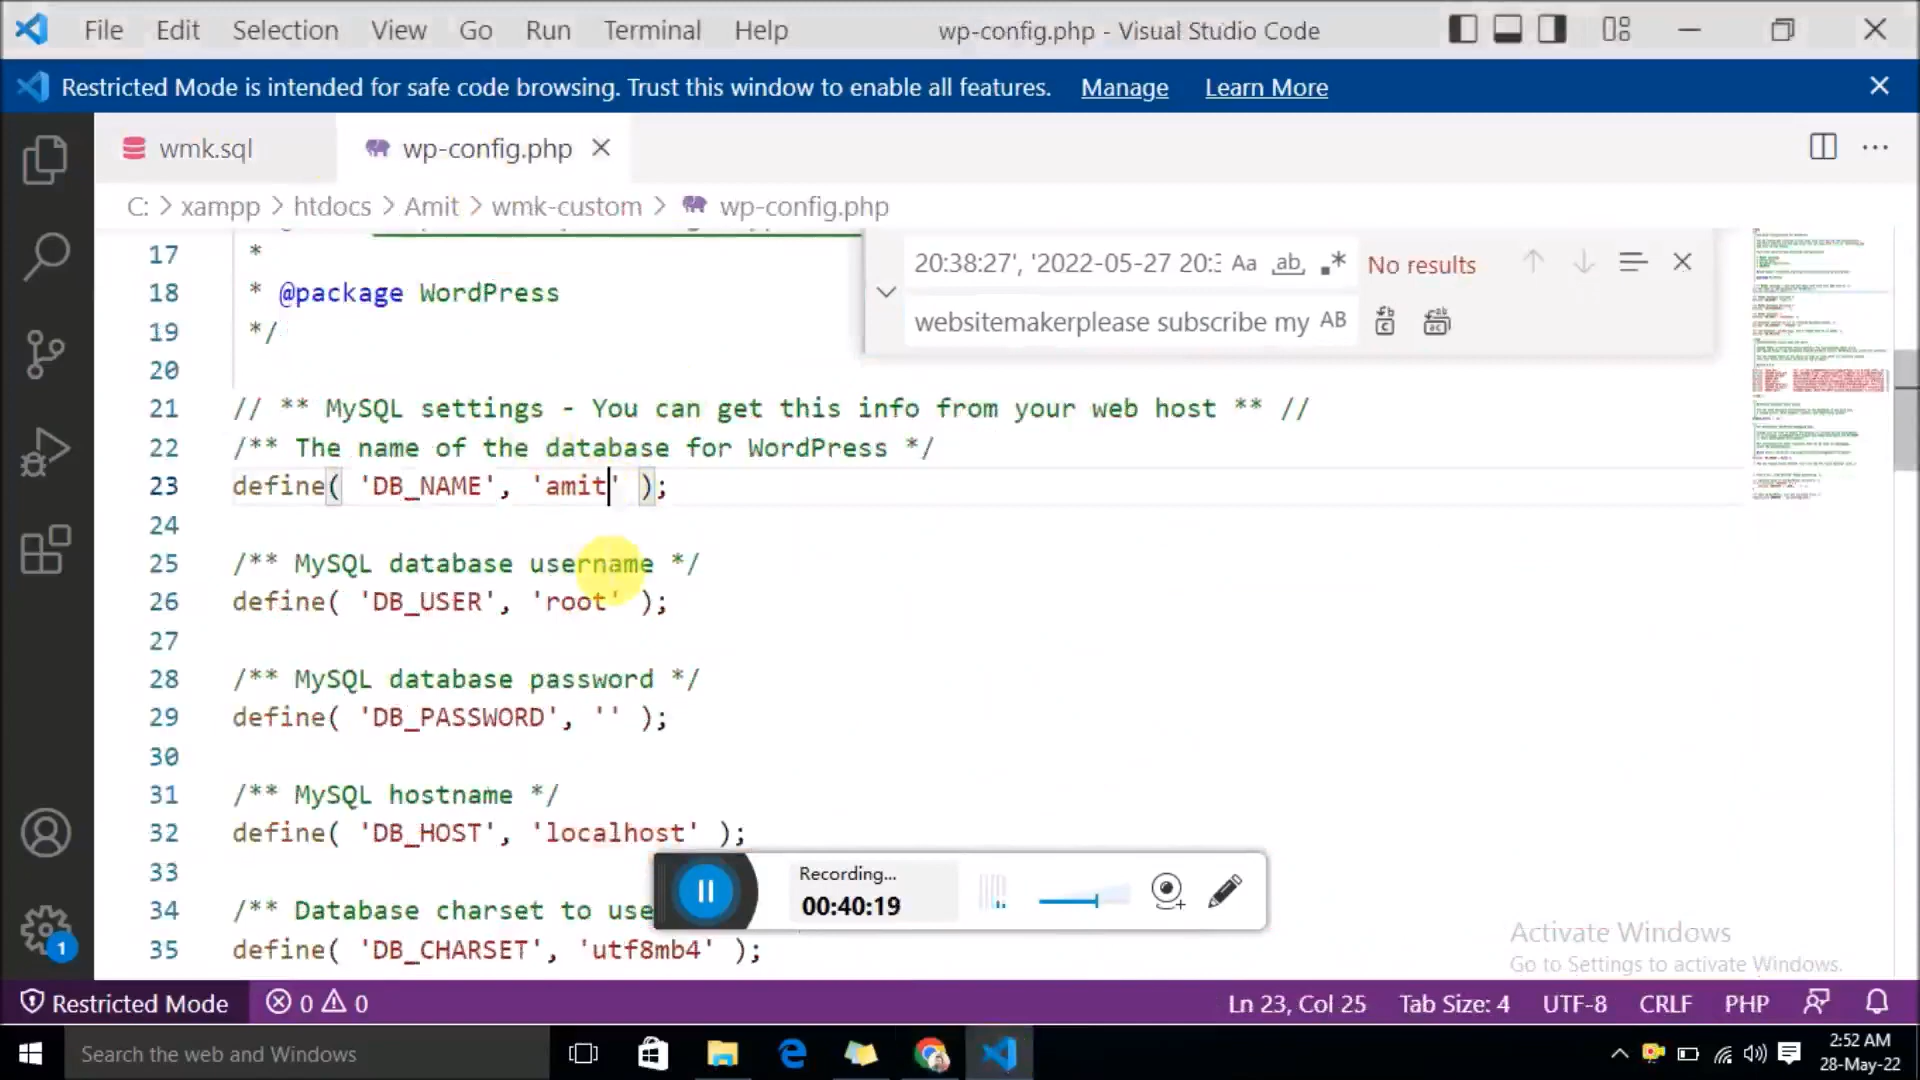 File Edit Selection View Go Run Terminal Help wp-config.php - Visual Studio Code
Restricted Mode is intended for safe code browsing. Trust this window to enable all features. Manage Learn More
wmk.sql wp-config.php
C: > xampp > htdocs > Amit > wmk-custom > wp-config.php
20:38:27', '2022-05-27 20:3 Aa ab .* No results
websitemakerplease subscribe my AB
17 *
18 * @package WordPress
19 */
20
21 // ** MySQL settings - You can get this info from your web host ** //
22 /** The name of the database for WordPress */
23 define( 'DB_NAME', 'amit' );
24
25 /** MySQL database username */
26 define( 'DB_USER', 'root' );
27
28 /** MySQL database password */
29 define( 'DB_PASSWORD', '' );
30
31 /** MySQL hostname */
32 define( 'DB_HOST', 'localhost' );
33
34 /** Database charset to use
35 define( 'DB_CHARSET', 'utf8mb4' );
Recording...
00:40:19
Activate Windows
Go to Settings to activate Windows.
1
Restricted Mode 0 0 Ln 23, Col 25 Tab Size: 4 UTF-8 CRLF PHP
Search the web and Windows
2:52 AM
28-May-22